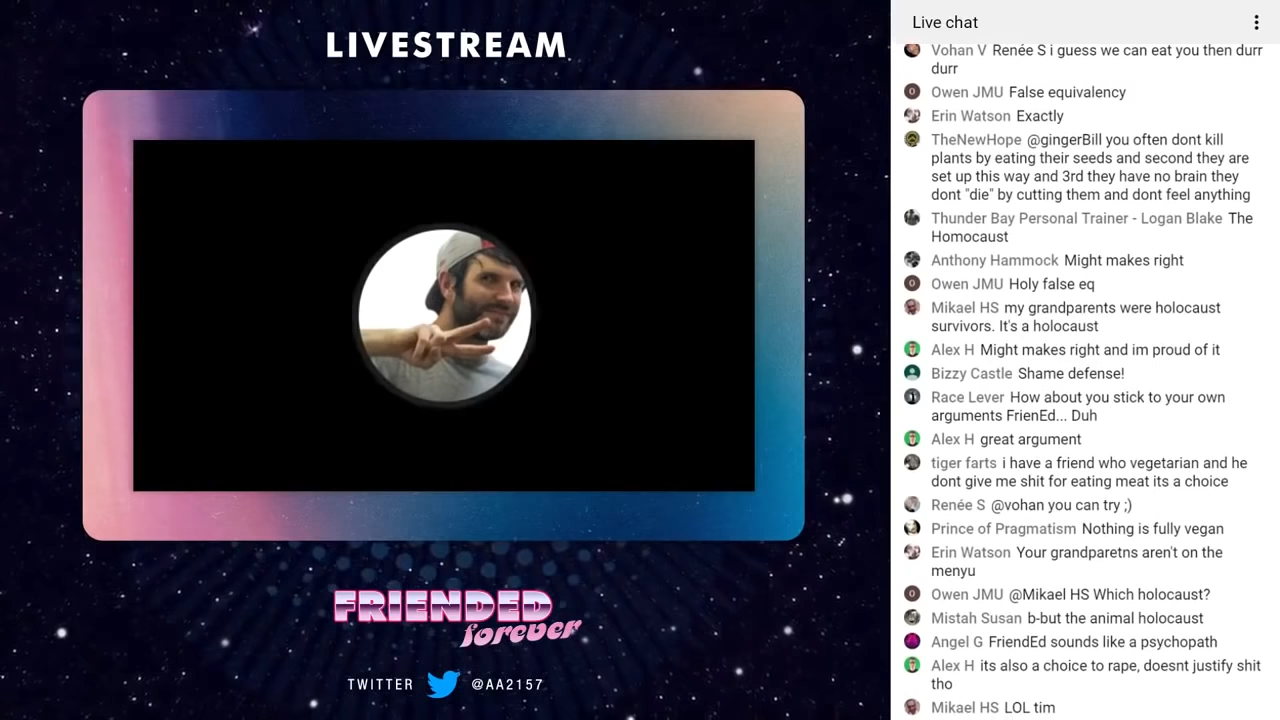 LIVESTREAM
FRIENDED
forever
TWITTER @AA2157
Live chat
Vohan V Renée S i guess we can eat you then durr
durr
Owen JMU False equivalency
Erin Watson Exactly
TheNewHope @gingerBill you often dont kill
plants by eating their seeds and second they are
set up this way and 3rd they have no brain they
dont "die" by cutting them and dont feel anything
Thunder Bay Personal Trainer - Logan Blake The
Homocaust
Anthony Hammock Might makes right
Owen JMU Holy false eq
Mikael HS my grandparents were holocaust
survivors. It's a holocaust
Alex H Might makes right and im proud of it
Bizzy Castle Shame defense!
Race Lever How about you stick to your own
arguments FrienEd... Duh
Alex H great argument
tiger farts i have a friend who vegetarian and he
dont give me shit for eating meat its a choice
Renée S @vohan you can try ;)
Prince of Pragmatism Nothing is fully vegan
Erin Watson Your grandparetns aren't on the
menyu
Owen JMU @Mikael HS Which holocaust?
Mistah Susan b-but the animal holocaust
Angel G FriendEd sounds like a psychopath
Alex H its also a choice to rape, doesnt justify shit
tho
Mikael HS LOL tim